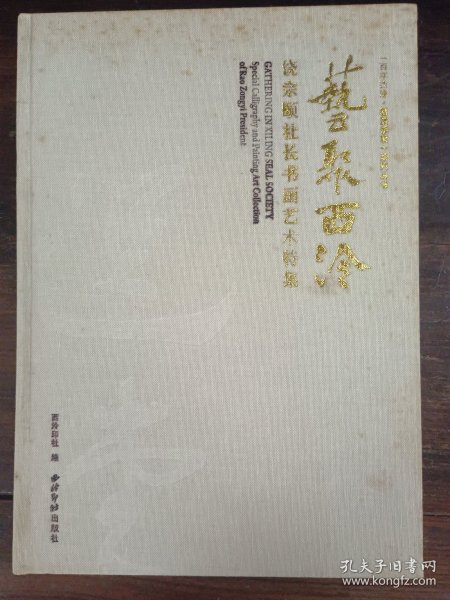 藝聚西泠
饶宗颐社长书画艺术特集
GATHERING IN XILING SEAL SOCIETY
Special Calligraphy and Painting Art Collection
of Rao Zongyi President
西泠印社 编
西泠印社出版社
孔夫子旧书网
www.kongfz.com